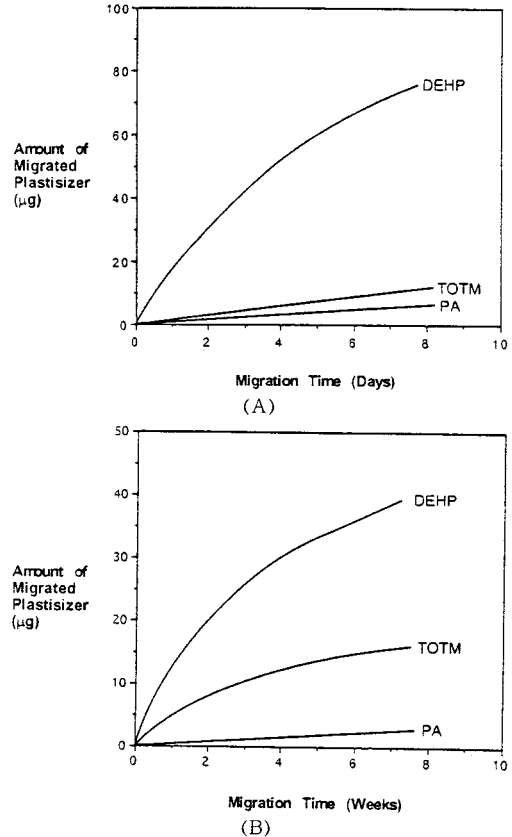 100
80
60
40
20
0
Amount of
Migrated
Plastisizer
(μg)
DEHP
TOTM
PA
0 2 4 6 8 10
Migration Time (Days)
(A)
50
40
30
20
10
0
Amount of
Migrated
Plastisizer
(μg)
DEHP
TOTM
PA
0 2 4 6 8 10
Migration Time (Weeks)
(B)